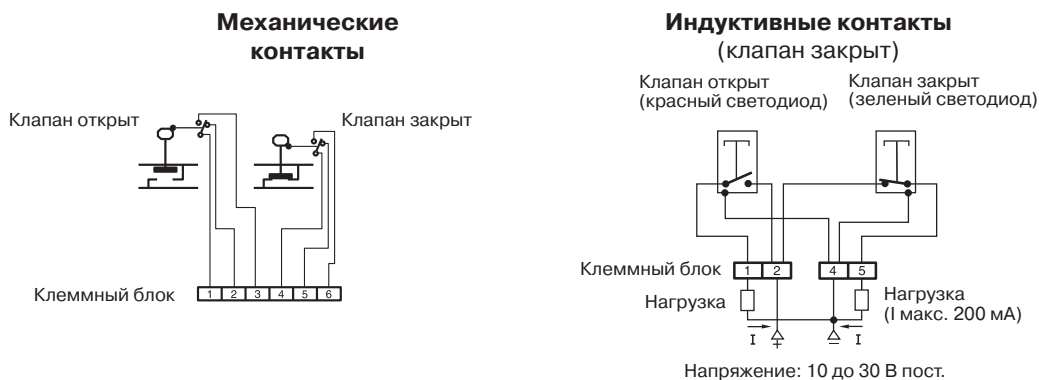 Механические
контакты
Клапан открыт
Клапан закрыт
Клеммный блок
1 2 3 4 5 6
Индуктивные контакты
(клапан закрыт)
Клапан открыт
(красный светодиод)
Клапан закрыт
(зеленый светодиод)
Клеммный блок
1 2 4 5
Нагрузка
Нагрузка
(I макс. 200 мА)
I + – I
Напряжение: 10 до 30 В пост.